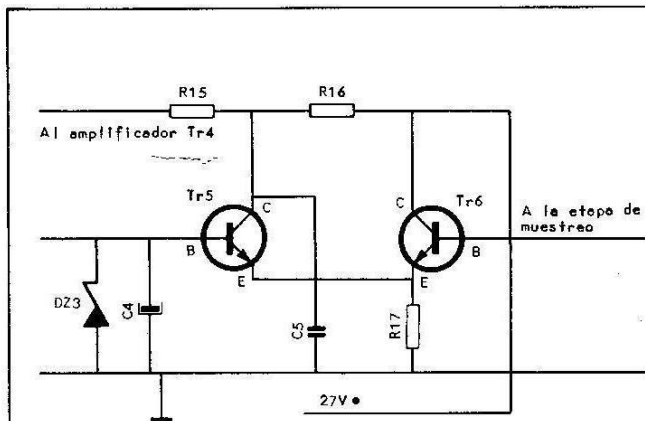 R15
R16
Al amplificador Tr4
Tr5
C
C
Tr6
A la etapa de
muestreo
B
B
E
E
DZ3
C4
C5
R17
27V